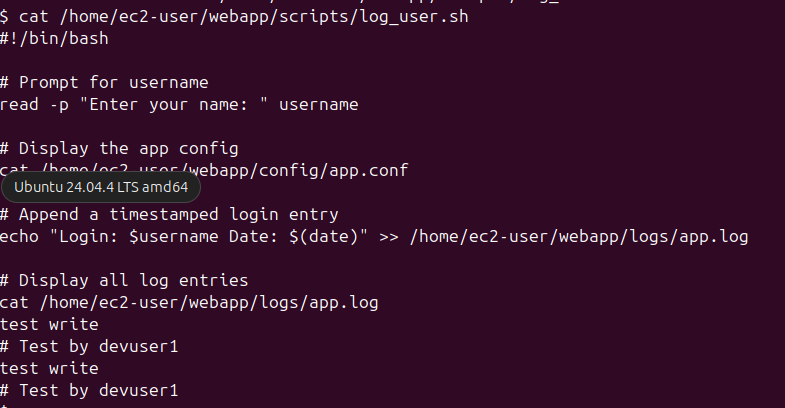 $ cat /home/ec2-user/webapp/scripts/log_user.sh
#!/bin/bash
# Prompt for username
read -p "Enter your name: " username
# Display the app config
cat /home/ec2-user/webapp/config/app.conf
Ubuntu 24.04.4 LTS amd64
# Append a timestamped login entry
echo "Login: $username Date: $(date)" >> /home/ec2-user/webapp/logs/app.log
# Display all log entries
cat /home/ec2-user/webapp/logs/app.log
test write
# Test by devuser1
test write
# Test by devuser1